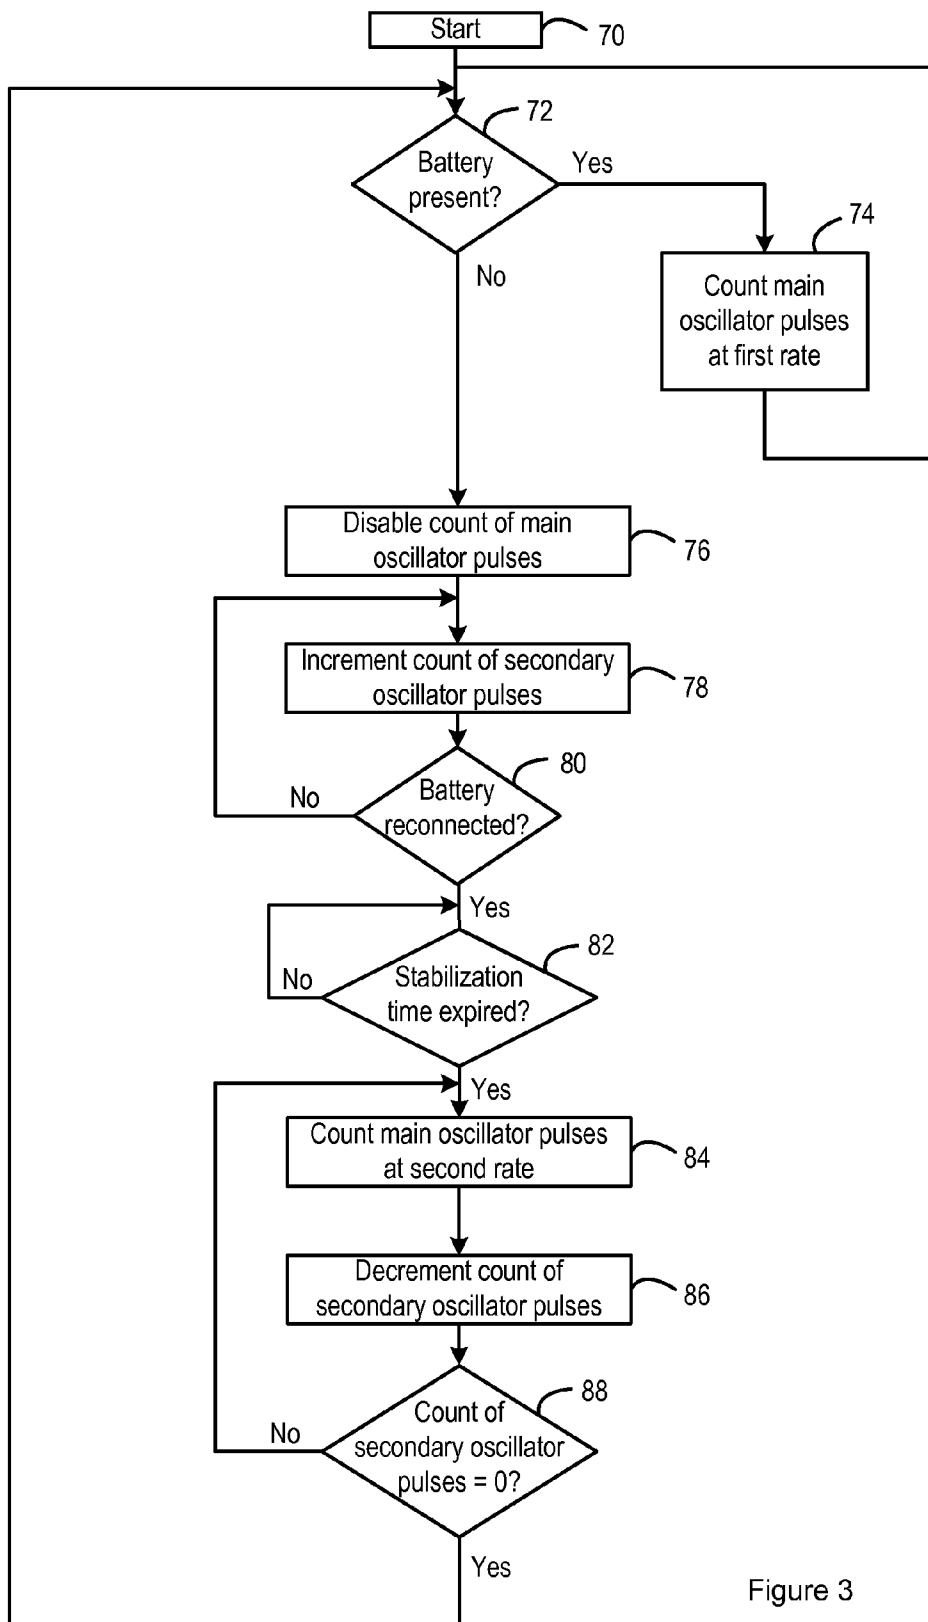 Start
70
72
Battery
present?
Yes
No
74
Count main
oscillator pulses
at first rate
Disable count of main
oscillator pulses
76
Increment count of secondary
oscillator pulses
78
80
Battery
reconnected?
No
Yes
82
Stabilization
time expired?
No
Yes
Count main oscillator pulses
at second rate
84
Decrement count of
secondary oscillator pulses
86
88
Count of
secondary oscillator
pulses = 0?
No
Yes
Figure 3